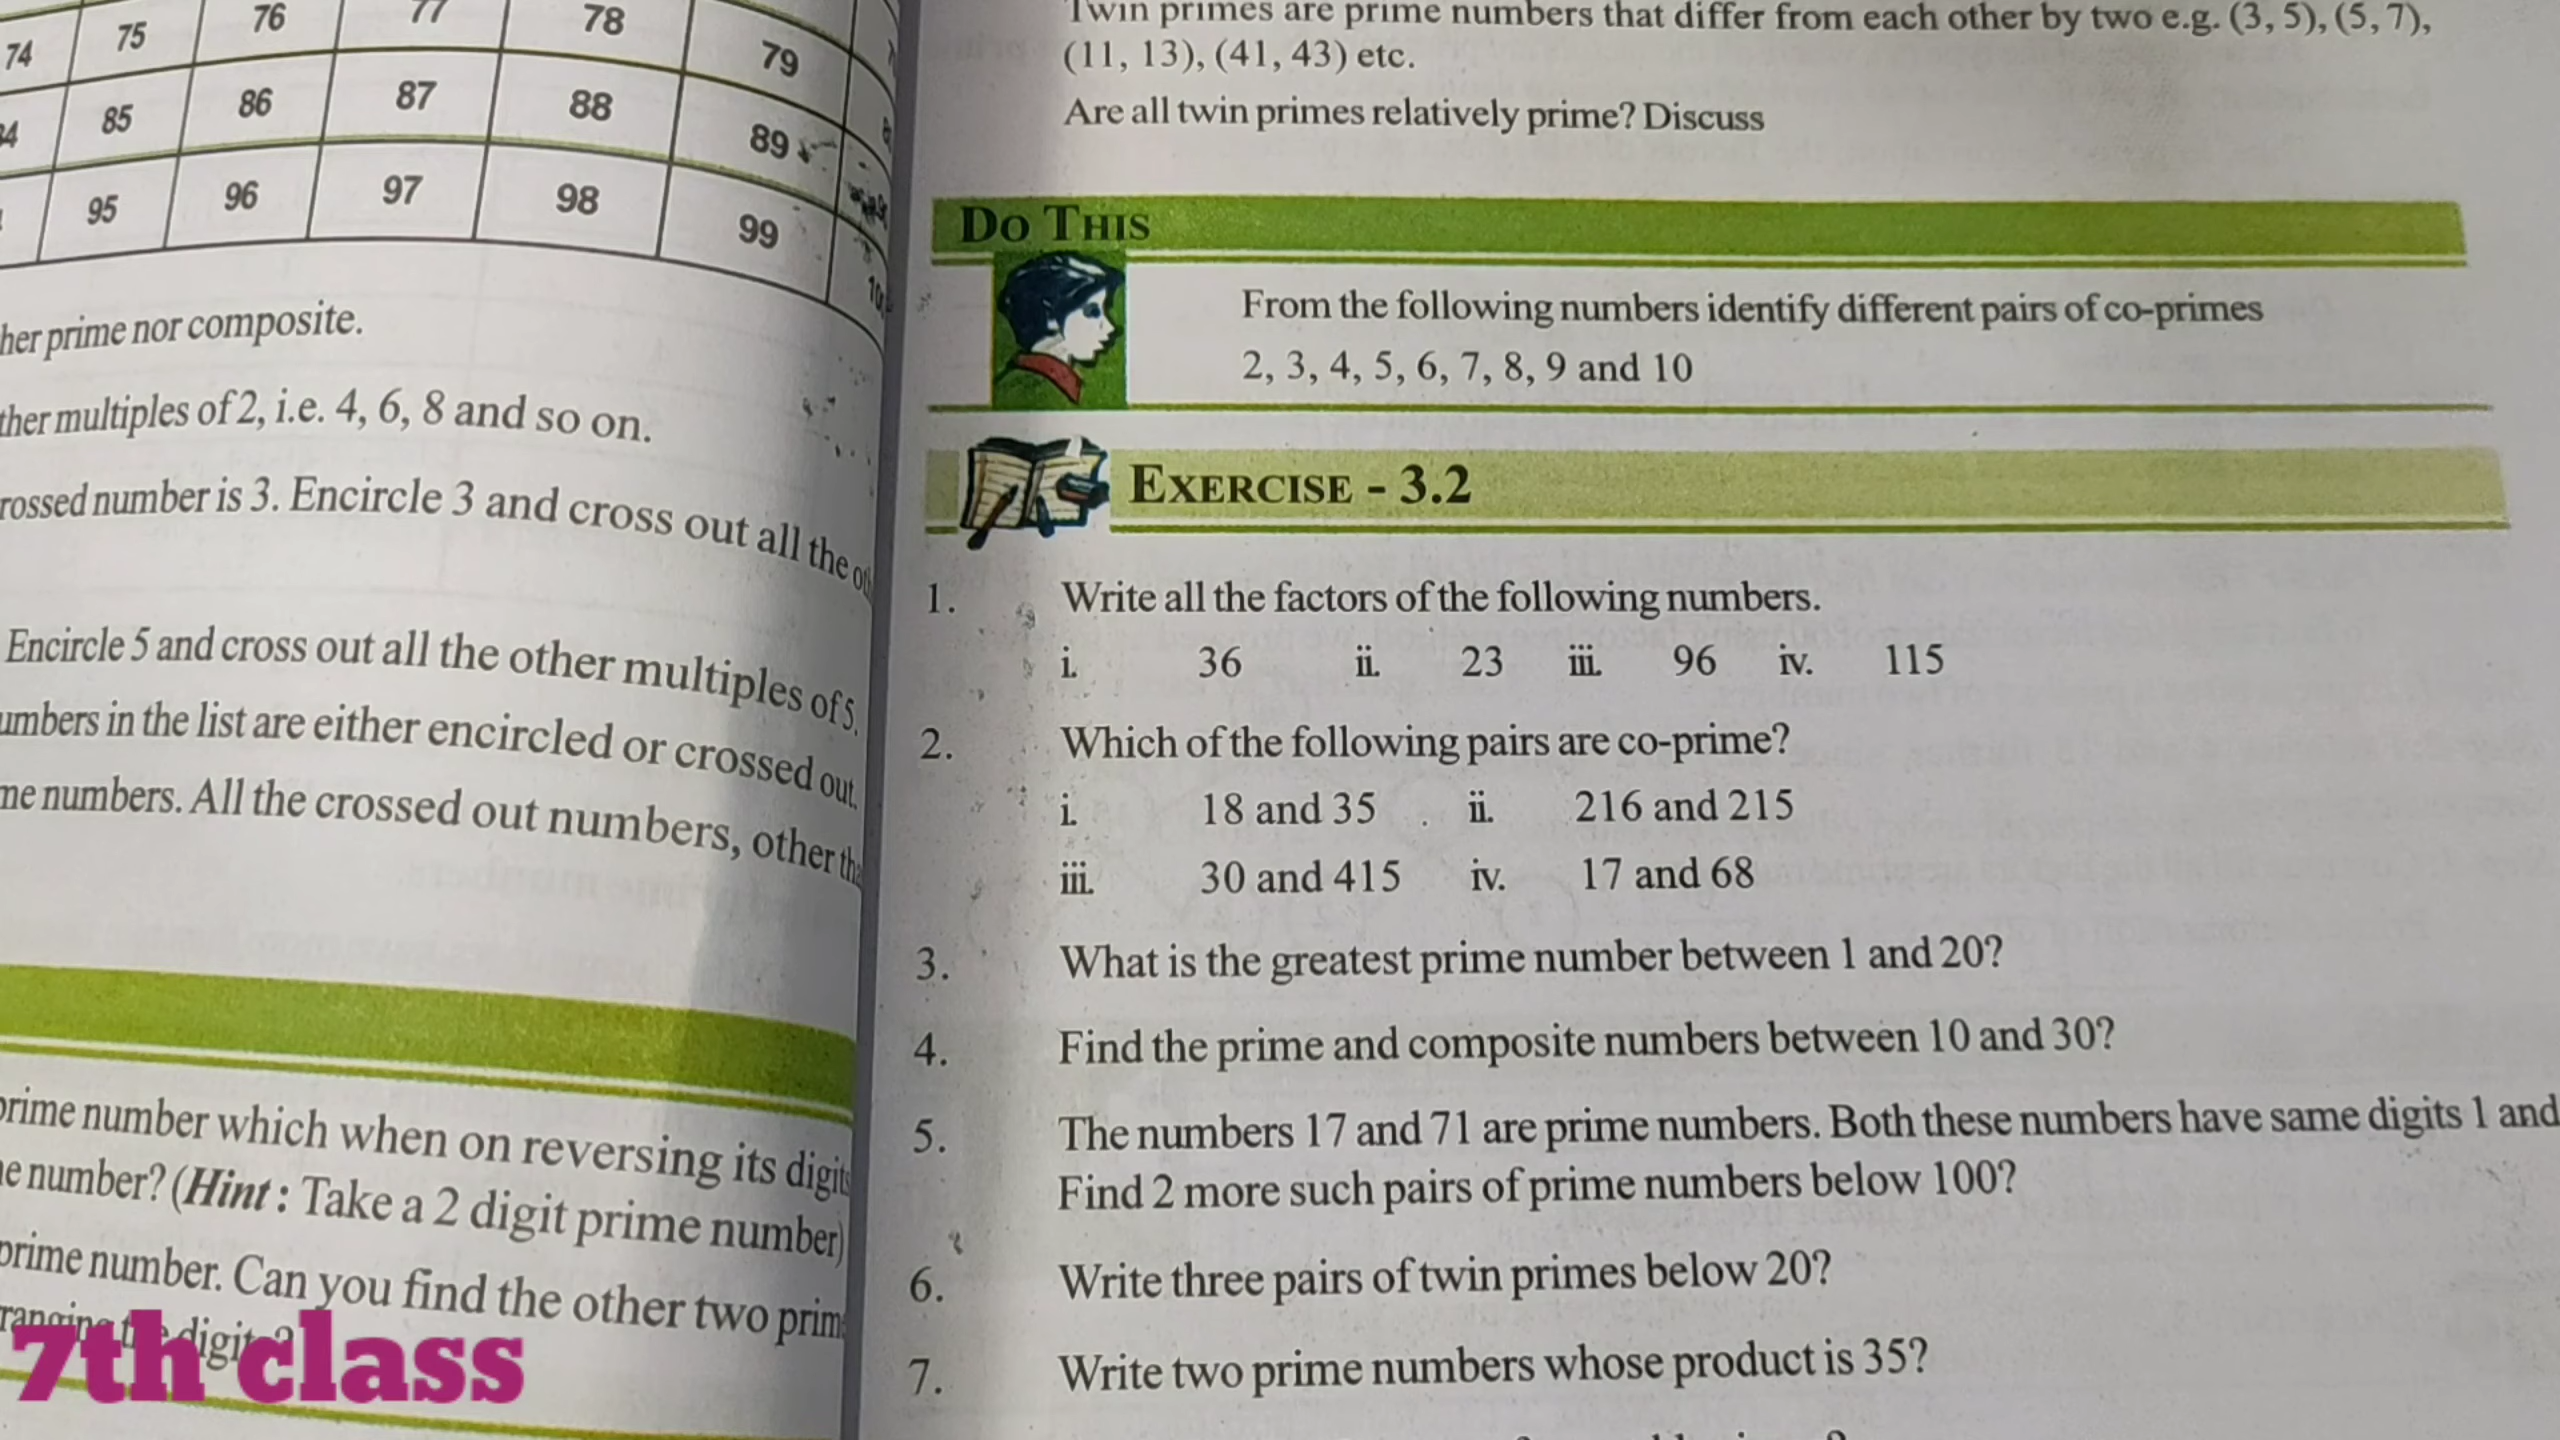 74 75 76 77 78 79
85 86 87 88 89
95 96 97 98 99
her prime nor composite.
ther multiples of 2, i.e. 4, 6, 8 and so on.
rossed number is 3. Encircle 3 and cross out all the
Encircle 5 and cross out all the other multiples of 5.
umbers in the list are either encircled or crossed out.
me numbers. All the crossed out numbers, other
prime number which when on reversing its digits
number? (Hint : Take a 2 digit prime number)
prime number. Can you find the other two prim
7th class
Twin primes are prime numbers that differ from each other by two e.g. (3, 5), (5, 7),
(11, 13), (41, 43) etc.
Are all twin primes relatively prime? Discuss
DO THIS
From the following numbers identify different pairs of co-primes
2, 3, 4, 5, 6, 7, 8, 9 and 10
EXERCISE - 3.2
1. Write all the factors of the following numbers.
i. 36 ii. 23 iii. 96 iv. 115
2. Which of the following pairs are co-prime?
i. 18 and 35 ii. 216 and 215
iii. 30 and 415 iv. 17 and 68
3. What is the greatest prime number between 1 and 20?
4. Find the prime and composite numbers between 10 and 30?
5. The numbers 17 and 71 are prime numbers. Both these numbers have same digits 1 and
Find 2 more such pairs of prime numbers below 100?
6. Write three pairs of twin primes below 20?
7. Write two prime numbers whose product is 35?